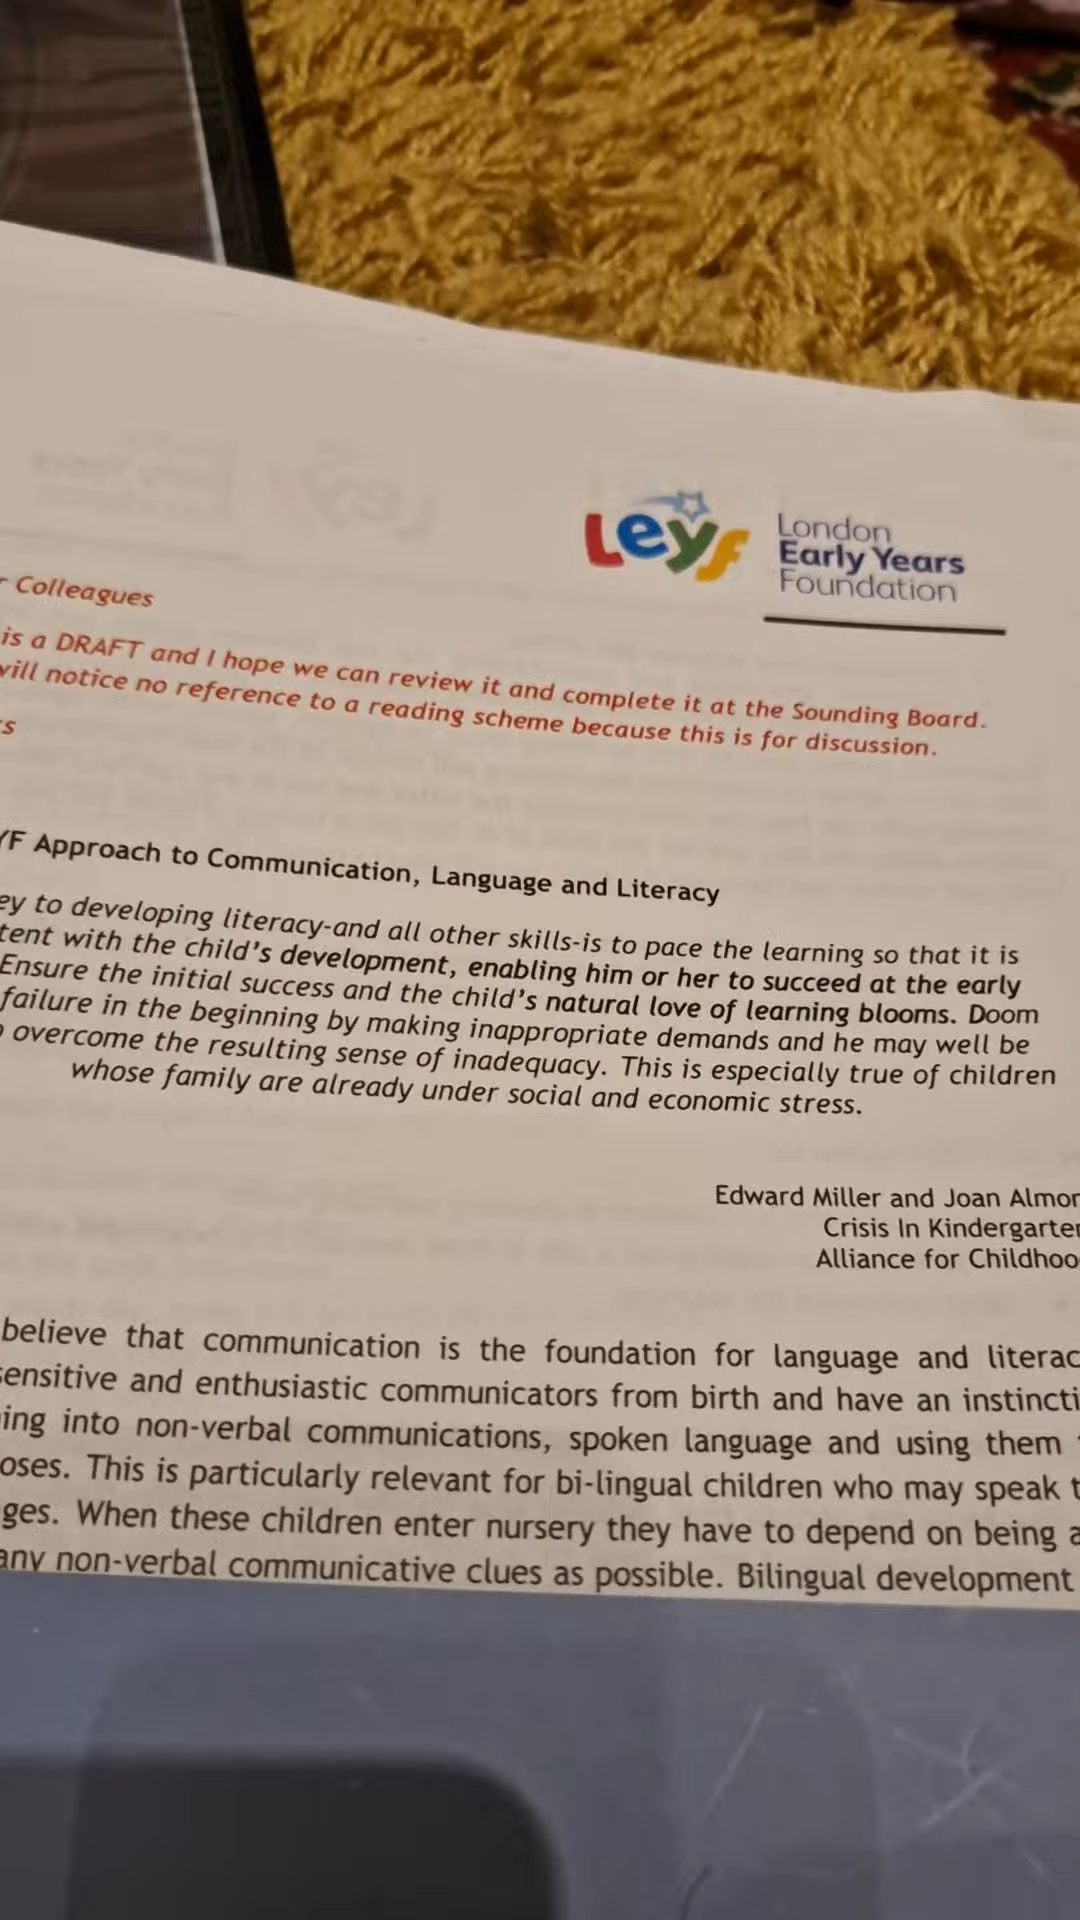 Leyf
London
Early Years
Foundation
Colleagues
is a DRAFT and I hope we can review it and complete it at the Sounding Board.
will notice no reference to a reading scheme because this is for discussion.
YF Approach to Communication, Language and Literacy
ey to developing literacy-and all other skills-is to pace the learning so that it is
tent with the child's development, enabling him or her to succeed at the early
Ensure the initial success and the child's natural love of learning blooms. Doom
failure in the beginning by making inappropriate demands and he may well be
overcome the resulting sense of inadequacy. This is especially true of children
whose family are already under social and economic stress.
Edward Miller and Joan Almon
Crisis In Kindergarten
Alliance for Childhoo
believe that communication is the foundation for language and literac
sensitive and enthusiastic communicators from birth and have an instincti
ing into non-verbal communications, spoken language and using them
oses. This is particularly relevant for bi-lingual children who may speak t
ges. When these children enter nursery they have to depend on being a
any non-verbal communicative clues as possible. Bilingual development